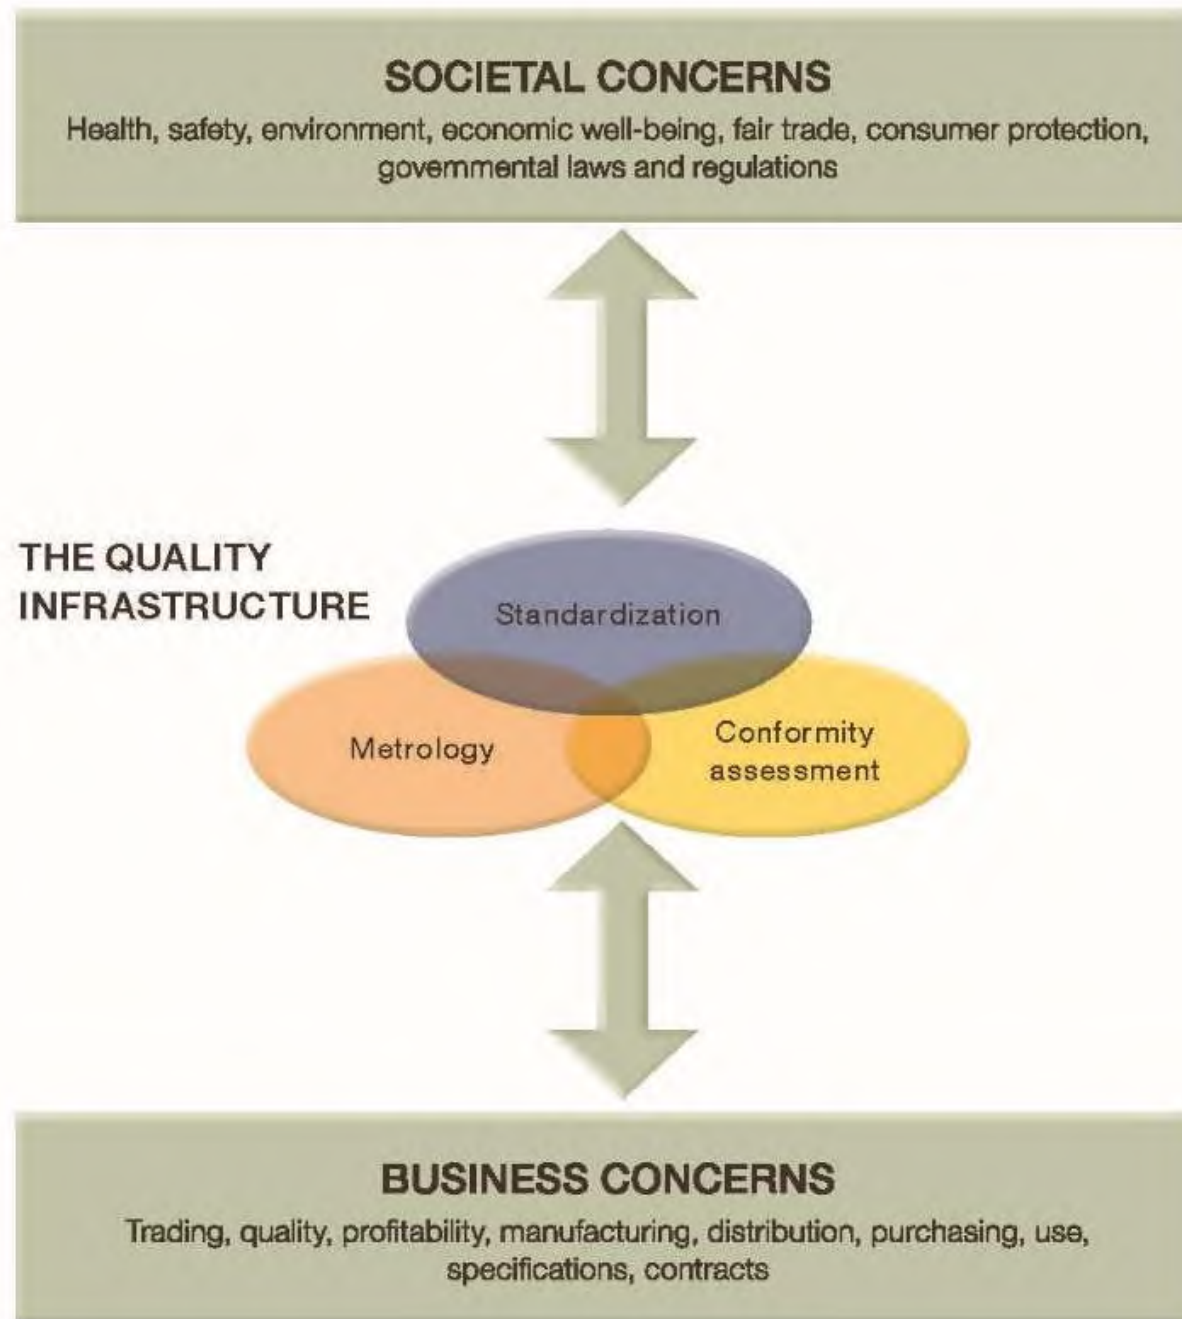 SOCIETAL CONCERNS
Health, safety, environment, economic well-being, fair trade, consumer protection,
governmental laws and regulations
THE QUALITY
INFRASTRUCTURE
Standardization
Metrology
Conformity
assessment
BUSINESS CONCERNS
Trading, quality, profitability, manufacturing, distribution, purchasing, use,
specifications, contracts